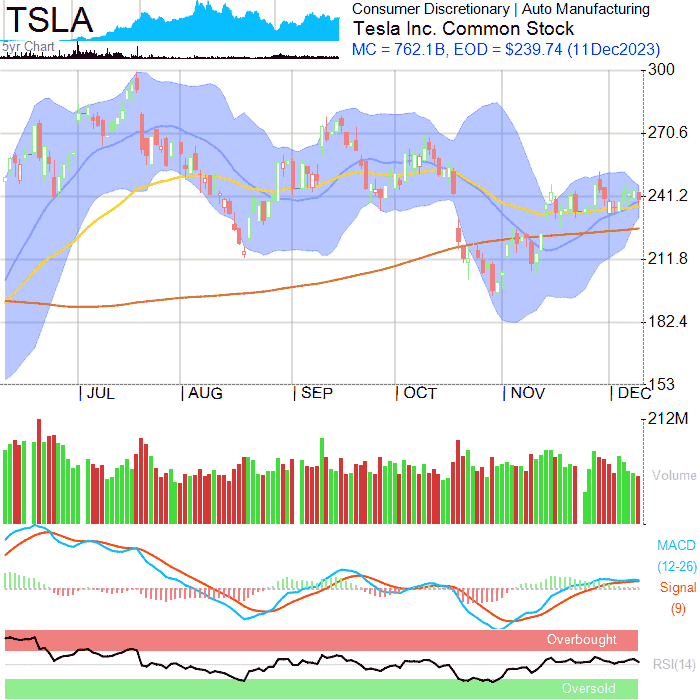 TSLA
5yr Chart
Consumer Discretionary | Auto Manufacturing
Tesla Inc. Common Stock
MC = 762.1B, EOD = $239.74 (11Dec2023)
300
270.6
241.2
211.8
182.4
153
| JUL
| AUG
| SEP
| OCT
| NOV
| DEC
212M
Volume
MACD
(12-26)
Signal
(9)
Overbought
RSI(14)
Oversold